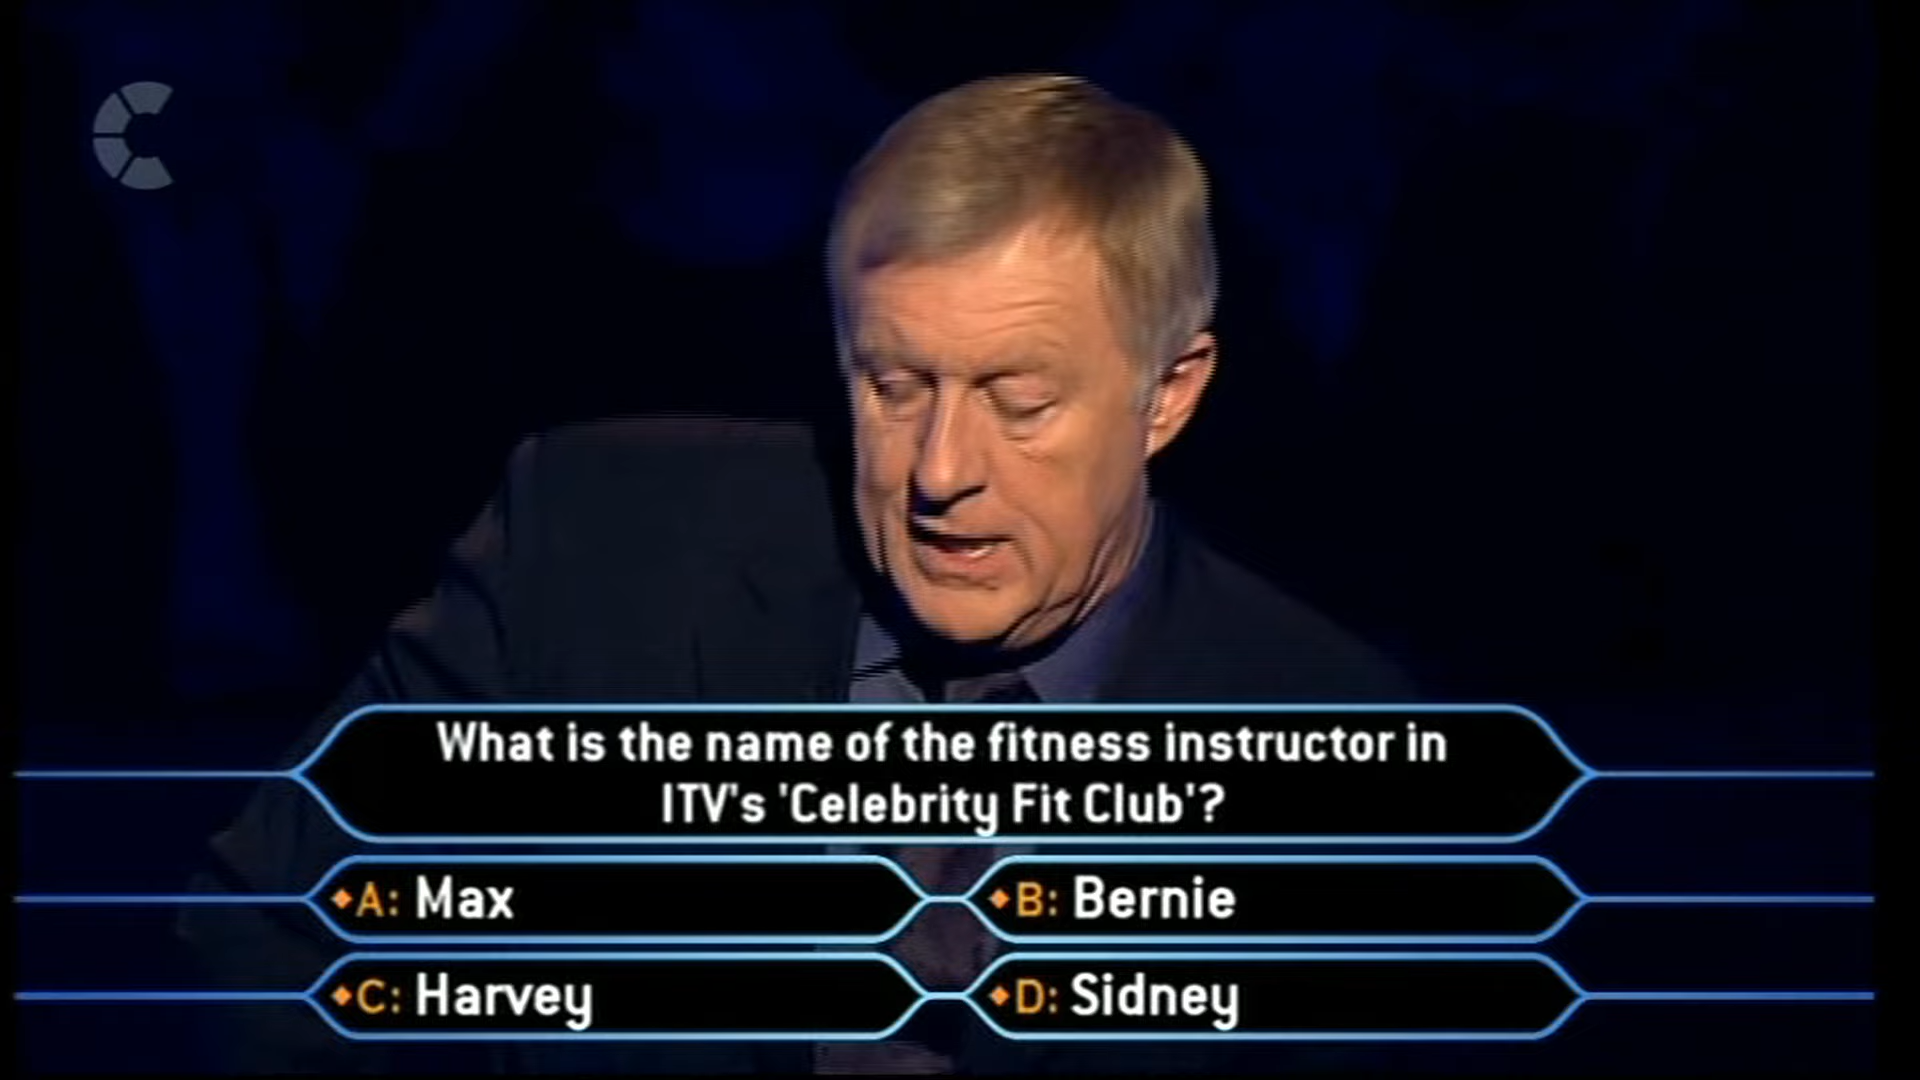 What is the name of the fitness instructor in
ITV's 'Celebrity Fit Club'?
A: Max
B: Bernie
C: Harvey
D: Sidney